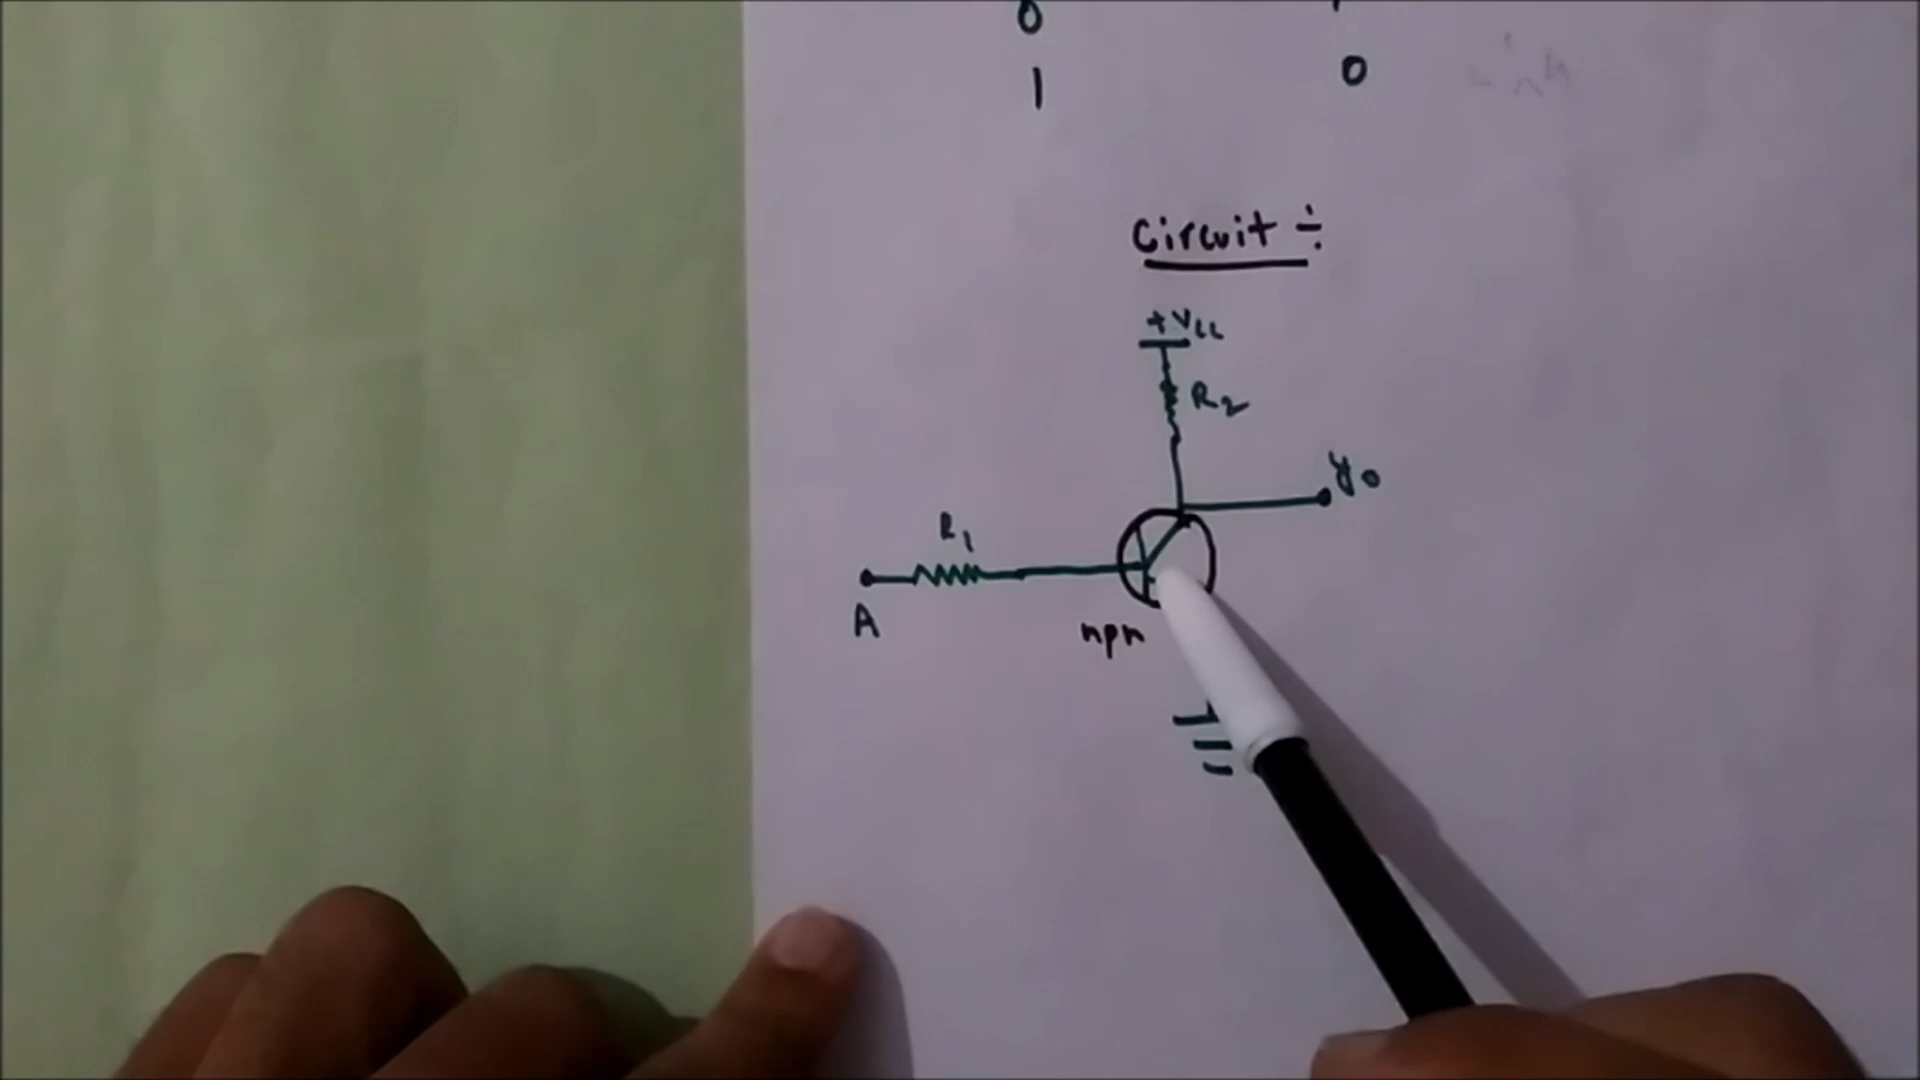 0
1 0
Circuit :-
+Vcc
R2
y0
R1
A
npn